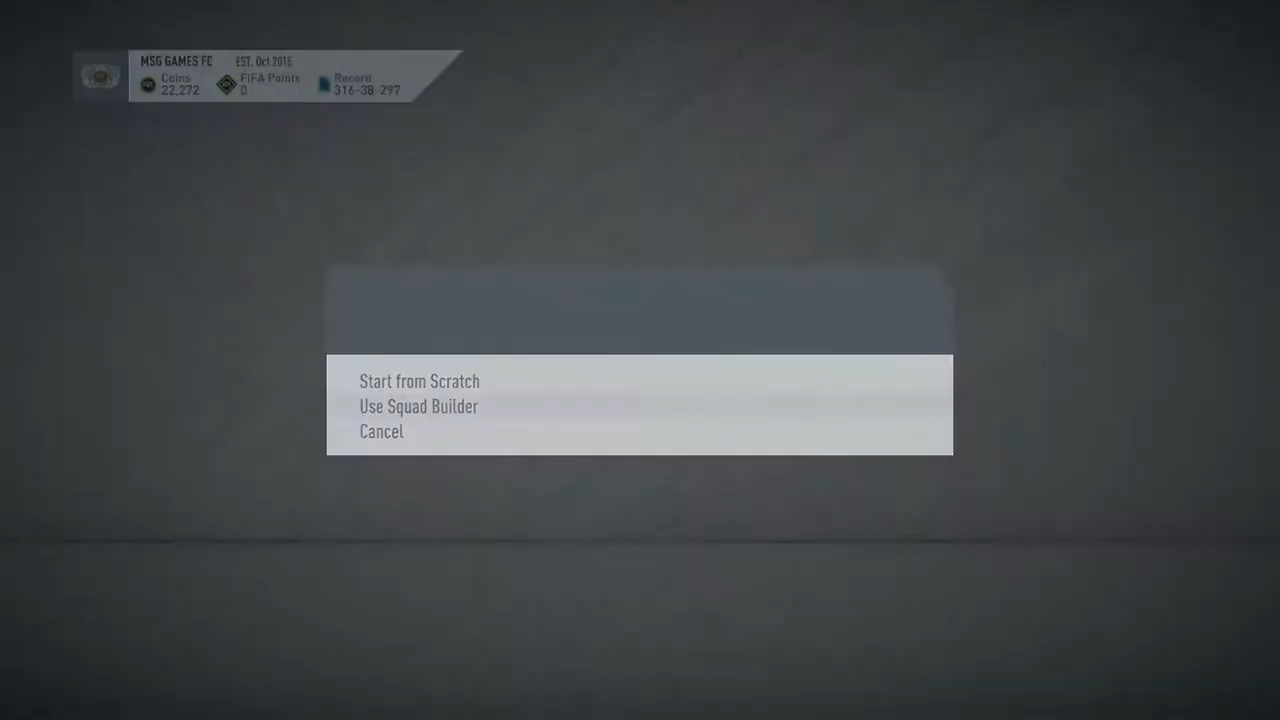 MSG GAMES FC EST. Oct 2016
Coins FIFA Points Record
22,272 0 316-38-297
Start from Scratch
Use Squad Builder
Cancel